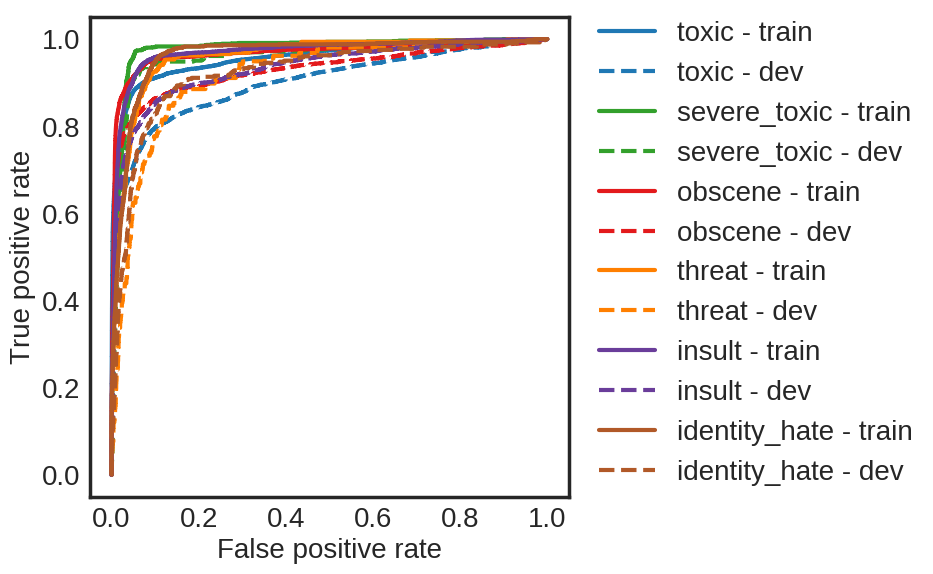 1.0
0.8
0.6
0.4
0.2
0.0
True positive rate
0.0 0.2 0.4 0.6 0.8 1.0
False positive rate
toxic - train
toxic - dev
severe_toxic - train
severe_toxic - dev
obscene - train
obscene - dev
threat - train
threat - dev
insult - train
insult - dev
identity_hate - train
identity_hate - dev